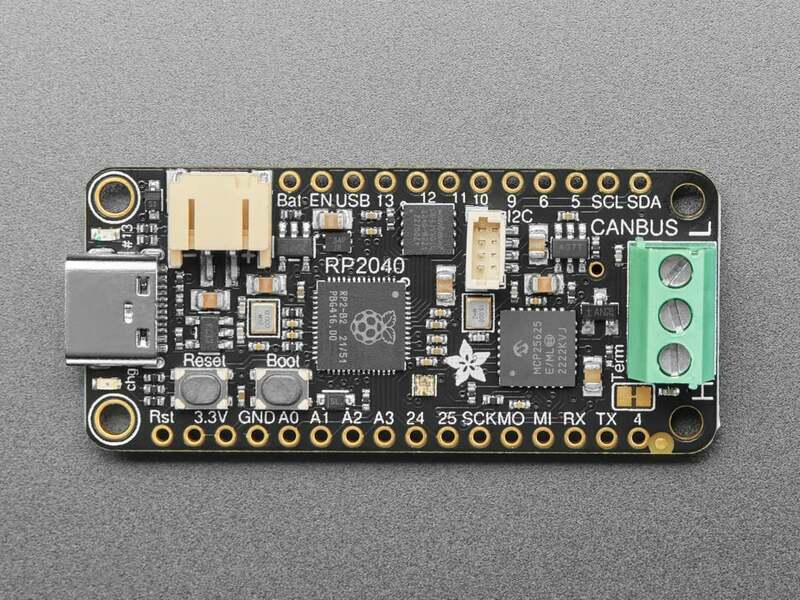 Bat EN USB 13 12 11 10 9 6 5 SCL SDA
#13
I2C
CANBUS L
RP2040
RP2-B2 21/51
P8G416.00
MCP25625
E/ML
2222KVJ
Term
H
chg
Reset
Boot
Rst 3.3V GND A0 A1 A2 A3 24 25 SCK MO MI RX TX 4